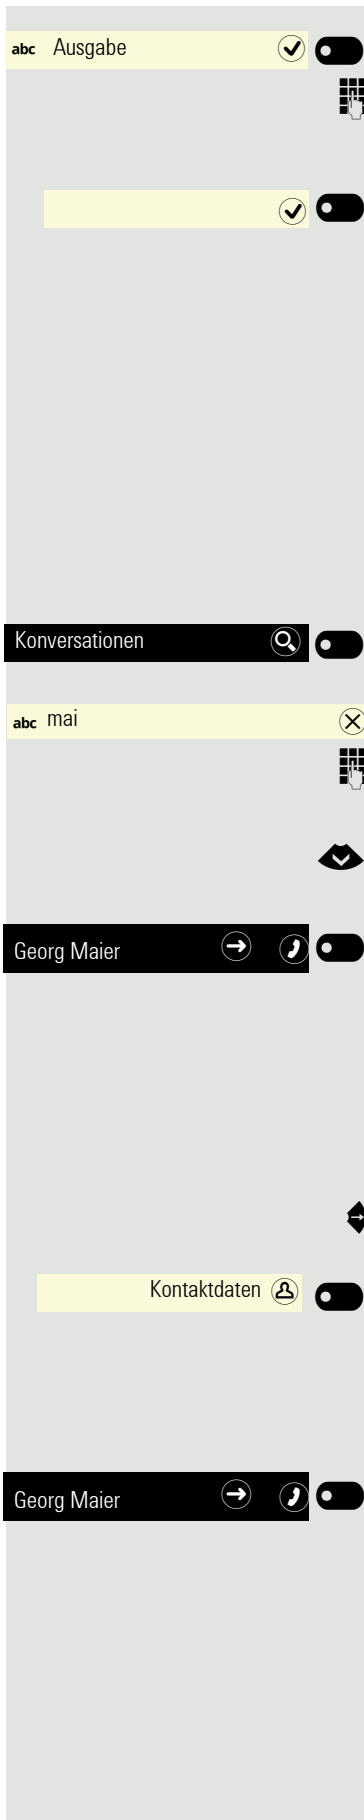 abc Ausgabe
Konversationen
abc mai
Georg Maier
Kontaktdaten
Georg Maier